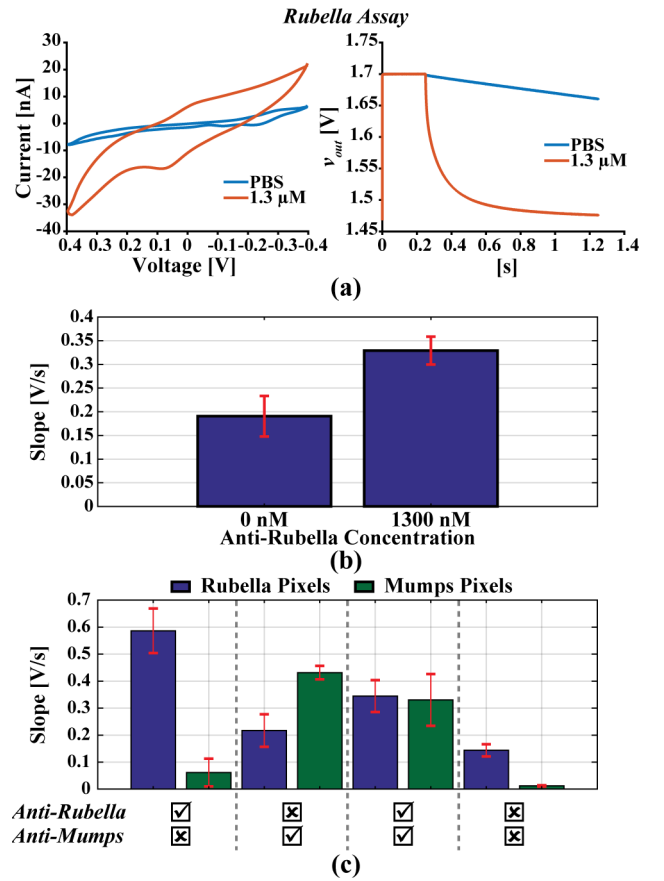 Rubella Assay
Current [nA]
30
20
10
0
-10
-20
-30
-40
0.4 0.3 0.2 0.1 0 -0.1 -0.2 -0.3 -0.4
Voltage [V]
PBS
1.3 µM
vout [V]
1.7
1.65
1.6
1.55
1.5
1.45
0 0.2 0.4 0.6 0.8 1 1.2 1.4
[s]
PBS
1.3 µM
(a)
Slope [V/s]
0.4
0.35
0.3
0.25
0.2
0.15
0.1
0.05
0
0 nM 1300 nM
Anti-Rubella Concentration
(b)
Rubella Pixels Mumps Pixels
Slope [V/s]
0.7
0.6
0.5
0.4
0.3
0.2
0.1
0
Anti-Rubella
Anti-Mumps
(c)